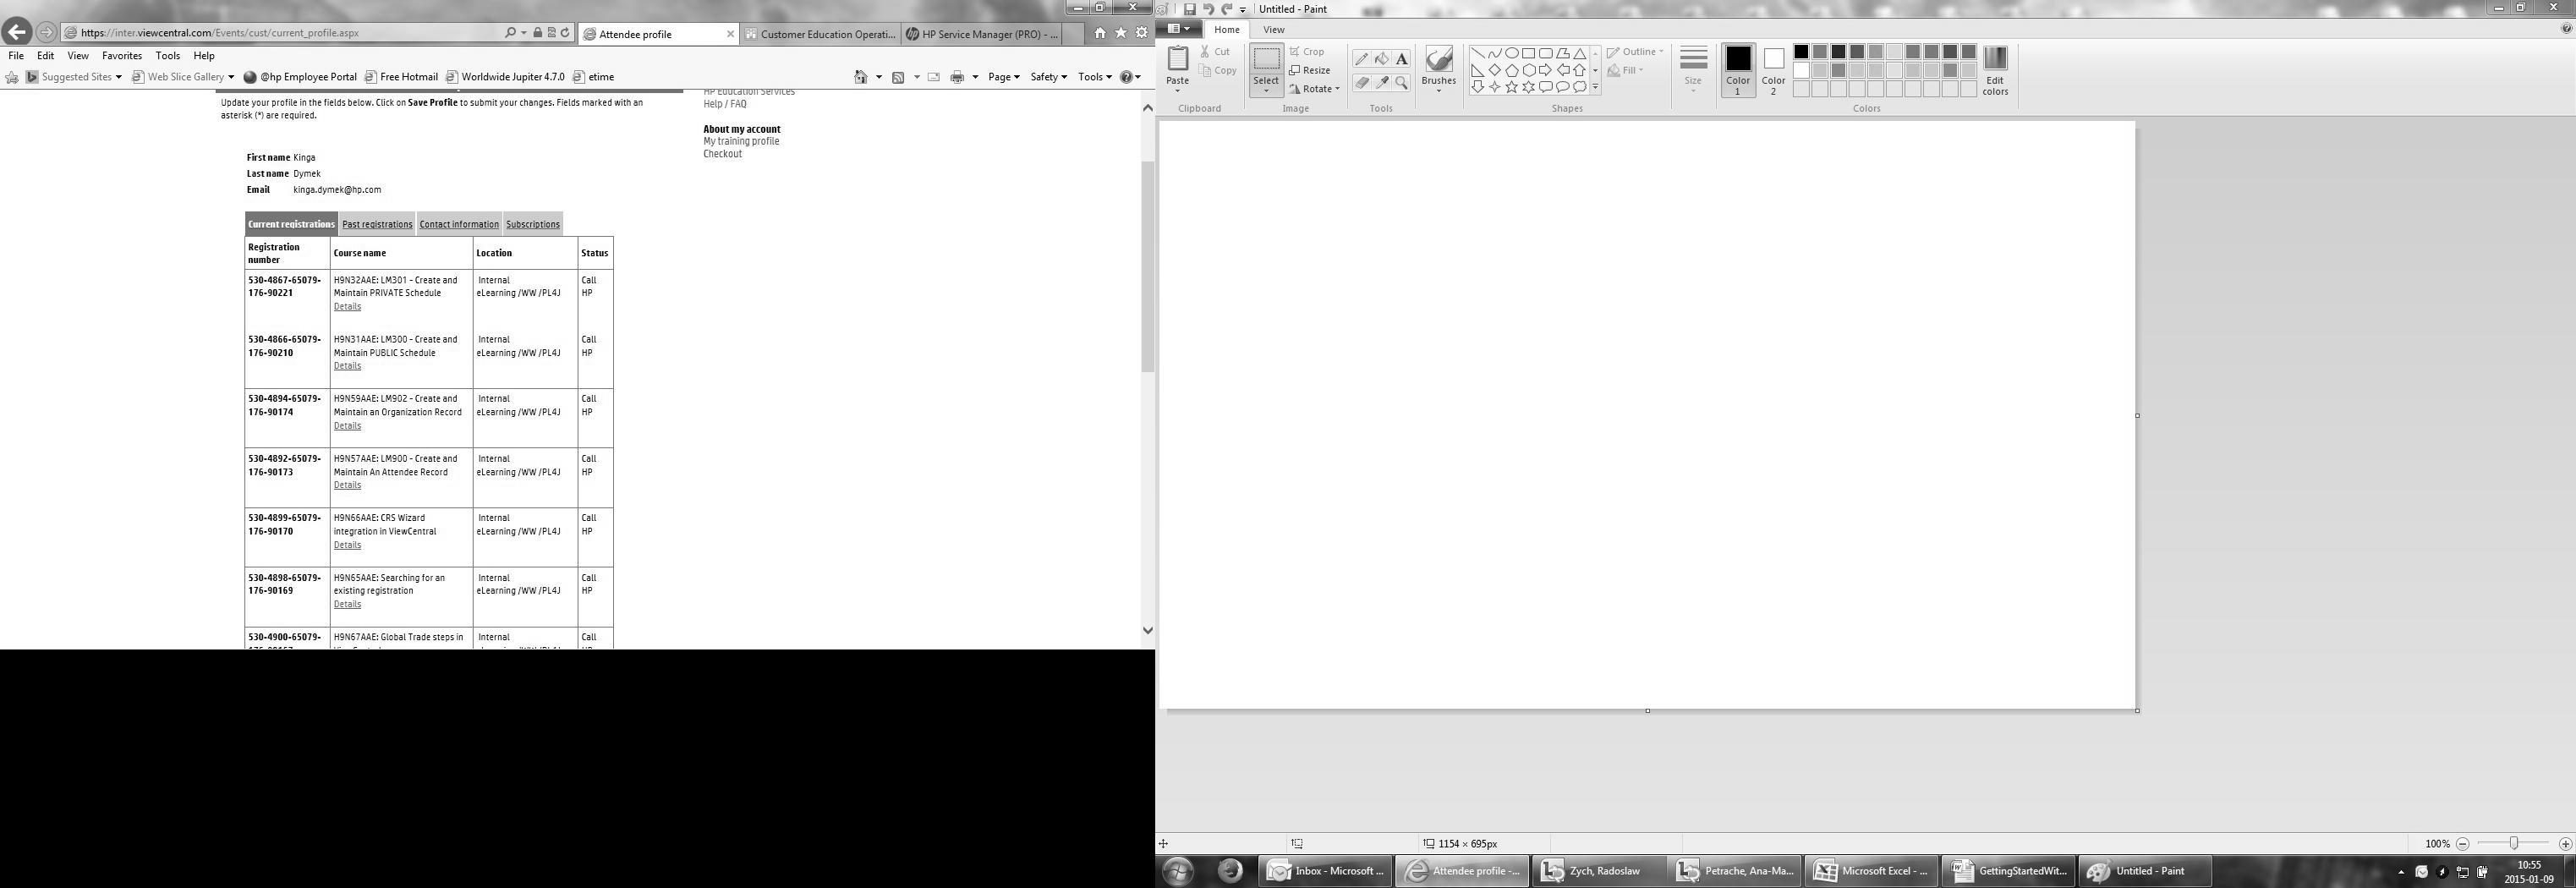 Untitled - Paint
https://inter.viewcentral.com/Events/cust/current_profile.aspx
Attendee profile
Customer Education Operati...
HP Service Manager (PRO) - ...
File Edit View Favorites Tools Help
Suggested Sites Web Slice Gallery @hp Employee Portal Free Hotmail Worldwide Jupiter 4.7.0 etime
Page Safety Tools
Update your profile in the fields below. Click on Save Profile to submit your changes. Fields marked with an
asterisk (*) are required.
HP Education Services
Help / FAQ
About my account
My training profile
Checkout
First name Kinga
Last name Dymek
Email kinga.dymek@hp.com
Current registrations Past registrations Contact information Subscriptions
Registration number Course name Location Status
530-4867-65079- H9N32AAE: LM301 - Create and Internal Call
176-90221 Maintain PRIVATE Schedule eLearning /WW /PL4J HP
Details
530-4866-65079- H9N31AAE: LM300 - Create and Internal Call
176-90210 Maintain PUBLIC Schedule eLearning /WW /PL4J HP
Details
530-4894-65079- H9N59AAE: LM902 - Create and Internal Call
176-90174 Maintain an Organization Record eLearning /WW /PL4J HP
Details
530-4892-65079- H9N57AAE: LM900 - Create and Internal Call
176-90173 Maintain An Attendee Record eLearning /WW /PL4J HP
Details
530-4899-65079- H9N66AAE: CRS Wizard Internal Call
176-90170 integration in ViewCentral eLearning /WW /PL4J HP
Details
530-4898-65079- H9N65AAE: Searching for an Internal Call
176-90169 existing registration eLearning /WW /PL4J HP
Details
530-4900-65079- H9N67AAE: Global Trade steps in Internal Call
Home View
Paste Cut Copy Clipboard
Select Crop Resize Rotate Image
Tools
Brushes
Shapes Outline Fill
Size
Color 1 Color 2 Edit colors
Colors
1154 × 695px
100%
Inbox - Microsoft ... Attendee profile -... Zych, Radoslaw Petrache, Ana-Ma... Microsoft Excel - ... GettingStartedWit... Untitled - Paint
10:55
2015-01-09